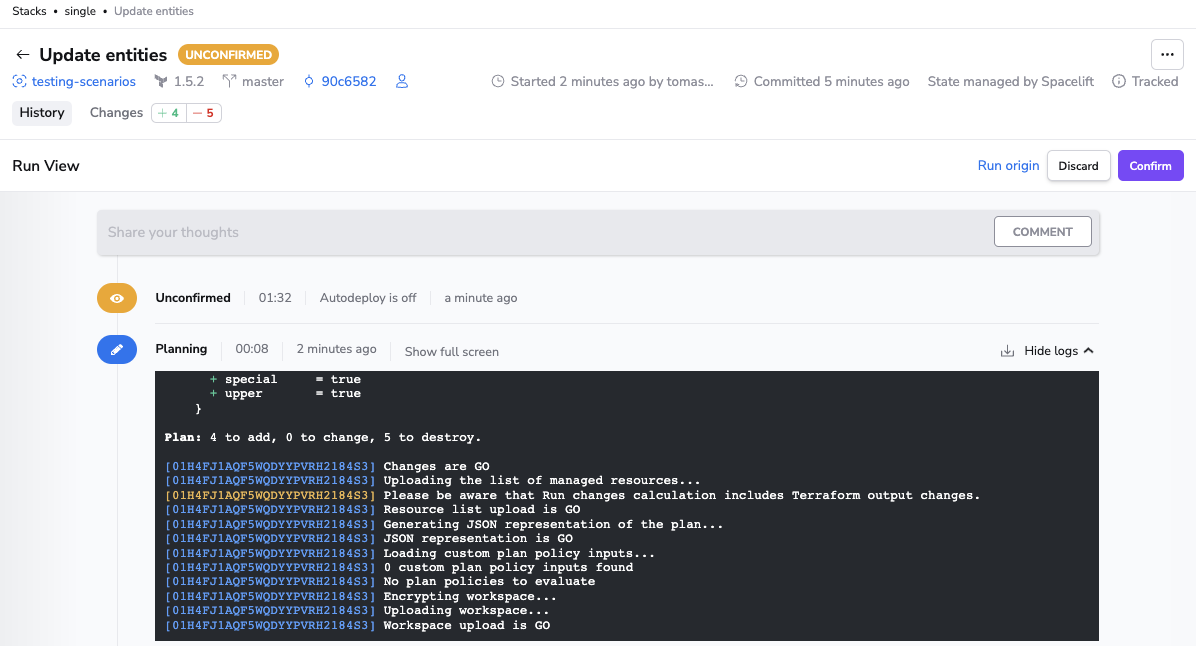 Stacks • single • Update entities
← Update entities UNCONFIRMED ...
testing-scenarios 1.5.2 master 90c6582 Started 2 minutes ago by tomas... Committed 5 minutes ago State managed by Spacelift Tracked
History Changes + 4 − 5
Run View Run origin Discard Confirm
Share your thoughts COMMENT
Unconfirmed 01:32 Autodeploy is off a minute ago
Planning 00:08 2 minutes ago Show full screen Hide logs
+ special = true
+ upper = true
}
Plan: 4 to add, 0 to change, 5 to destroy.
[01H4FJ1AQF5WQDYYPVRH2184S3] Changes are GO
[01H4FJ1AQF5WQDYYPVRH2184S3] Uploading the list of managed resources...
[01H4FJ1AQF5WQDYYPVRH2184S3] Please be aware that Run changes calculation includes Terraform output changes.
[01H4FJ1AQF5WQDYYPVRH2184S3] Resource list upload is GO
[01H4FJ1AQF5WQDYYPVRH2184S3] Generating JSON representation of the plan...
[01H4FJ1AQF5WQDYYPVRH2184S3] JSON representation is GO
[01H4FJ1AQF5WQDYYPVRH2184S3] Loading custom plan policy inputs...
[01H4FJ1AQF5WQDYYPVRH2184S3] 0 custom plan policy inputs found
[01H4FJ1AQF5WQDYYPVRH2184S3] No plan policies to evaluate
[01H4FJ1AQF5WQDYYPVRH2184S3] Encrypting workspace...
[01H4FJ1AQF5WQDYYPVRH2184S3] Uploading workspace...
[01H4FJ1AQF5WQDYYPVRH2184S3] Workspace upload is GO